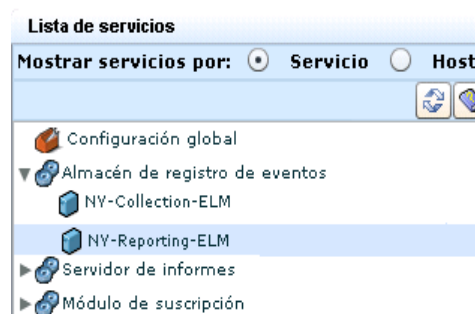 Lista de servicios
Mostrar servicios por: Servicio Host
Configuración global
Almacén de registro de eventos
NY-Collection-ELM
NY-Reporting-ELM
Servidor de informes
Módulo de suscripción